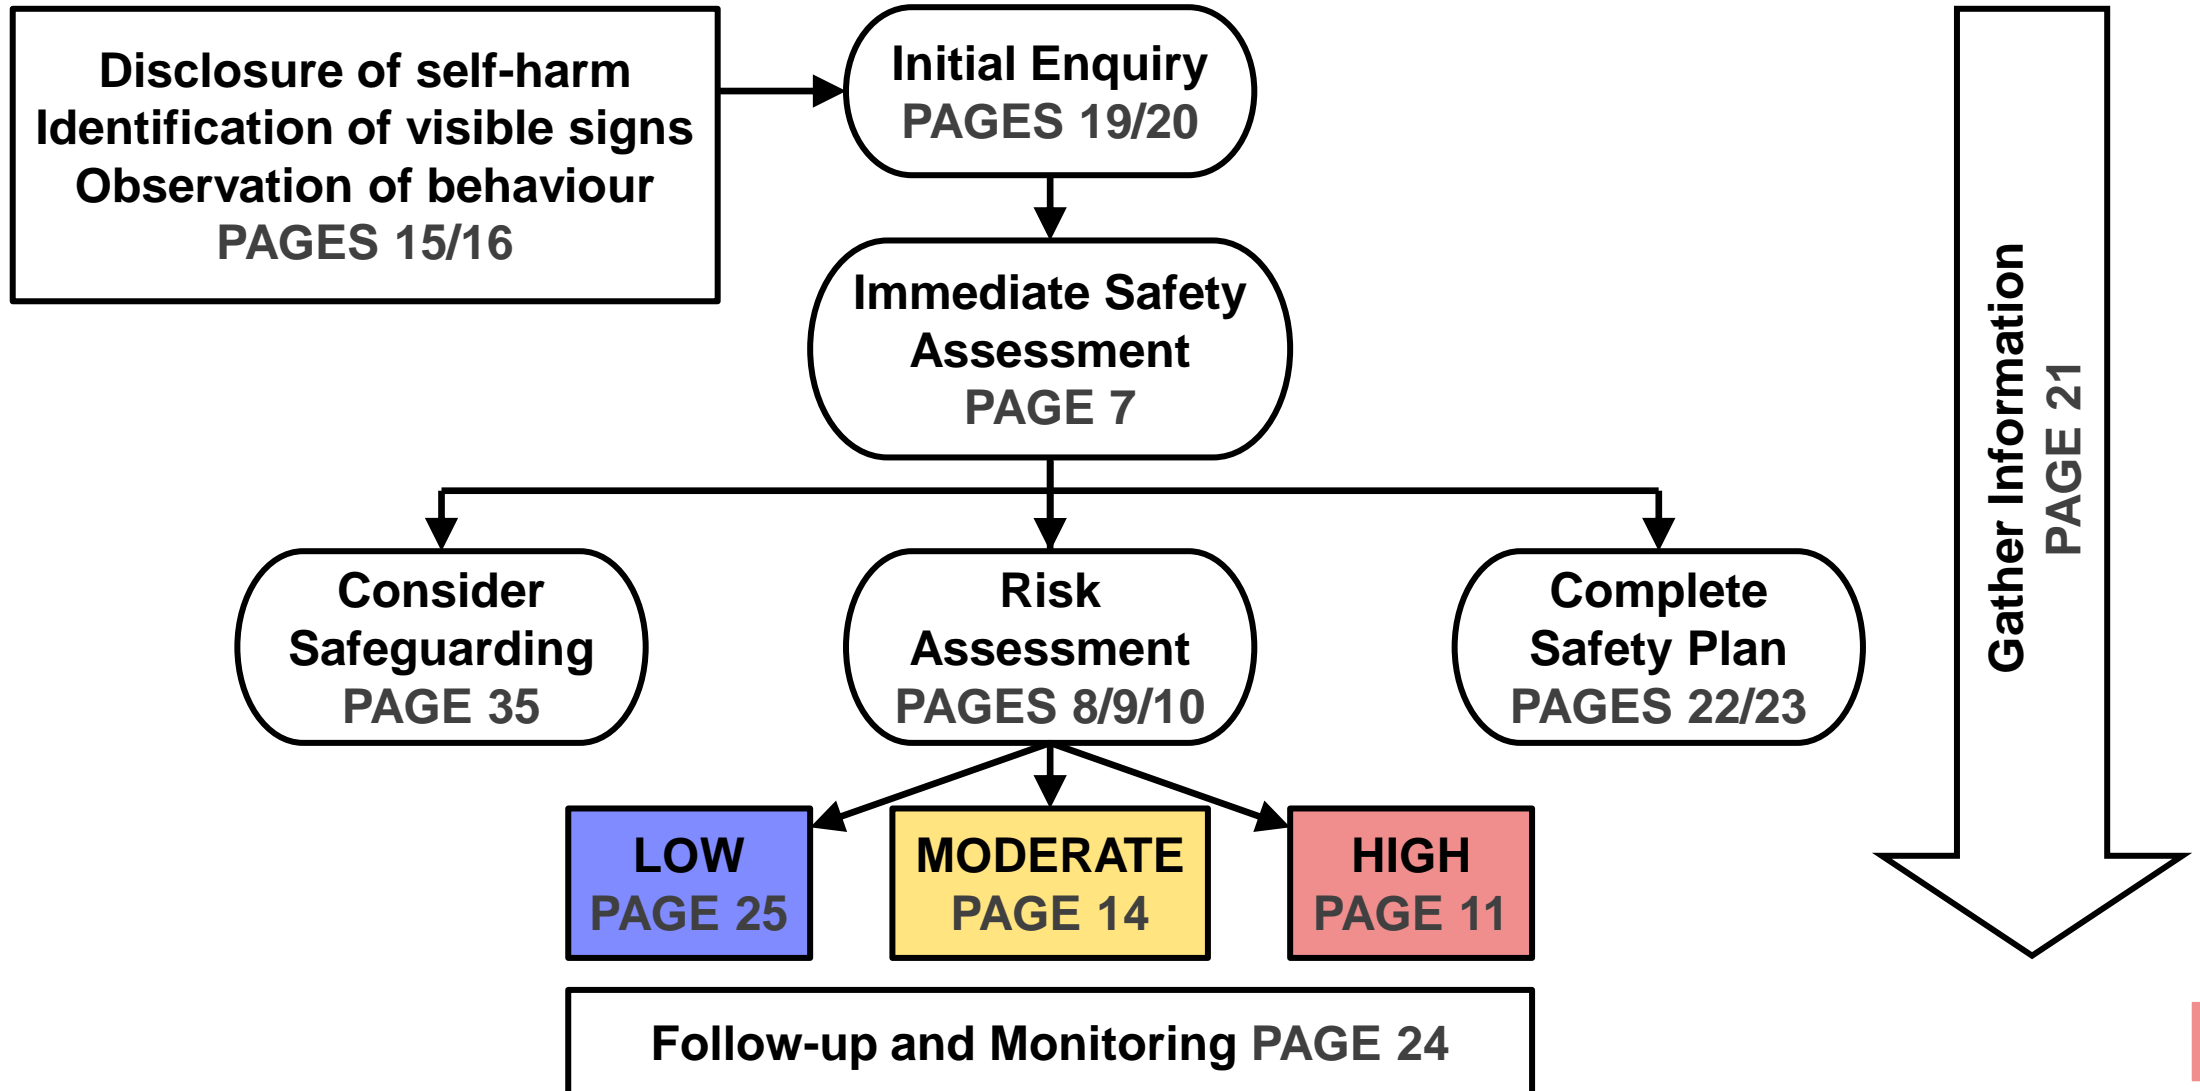 Disclosure of self-harm
Identification of visible signs
Observation of behaviour
PAGES 15/16
Initial Enquiry
PAGES 19/20
Immediate Safety
Assessment
PAGE 7
Consider
Safeguarding
PAGE 35
Risk
Assessment
PAGES 8/9/10
Complete
Safety Plan
PAGES 22/23
LOW
PAGE 25
MODERATE
PAGE 14
HIGH
PAGE 11
Follow-up and Monitoring PAGE 24
Gather Information
PAGE 21